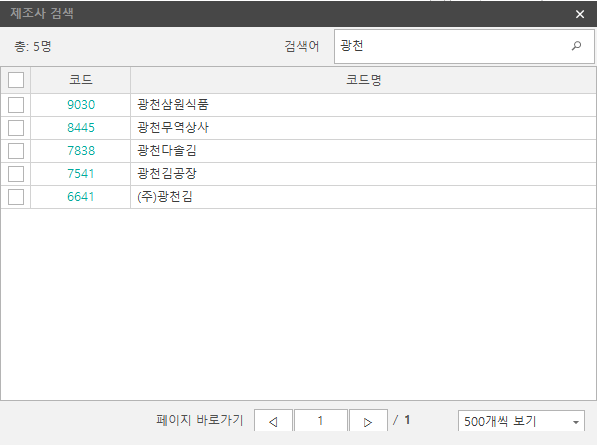 제조사 검색
총: 5명 검색어 광천
코드 코드명
9030 광천삼원식품
8445 광천무역상사
7838 광천다솔김
7541 광천김공장
6641 (주)광천김
페이지 바로가기 1 / 1 500개씩 보기